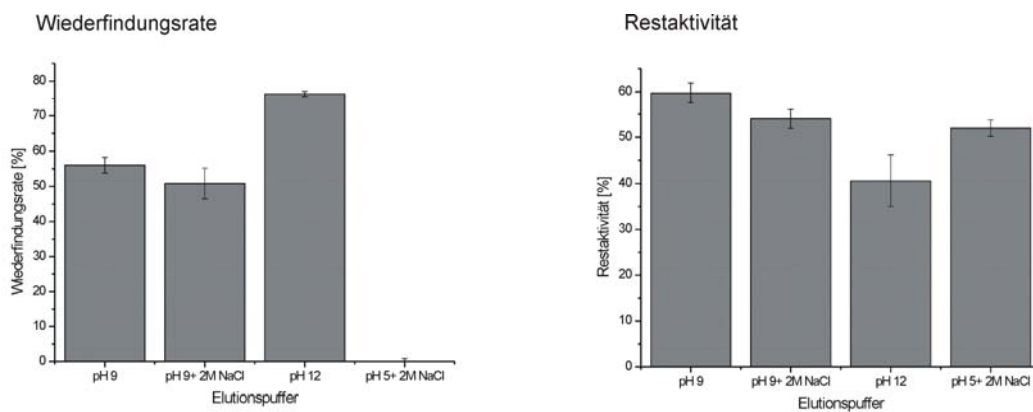 Wiederfindungsrate
80
70
60
50
40
30
20
10
0
Wiederfindungsrate [%]
pH 9
pH 9+ 2M NaCl
pH 12
pH 5+ 2M NaCl
Elutionspuffer
Restaktivität
60
50
40
30
20
10
0
Restaktivität [%]
pH 9
pH 9+ 2M NaCl
pH 12
pH 5+ 2M NaCl
Elutionspuffer